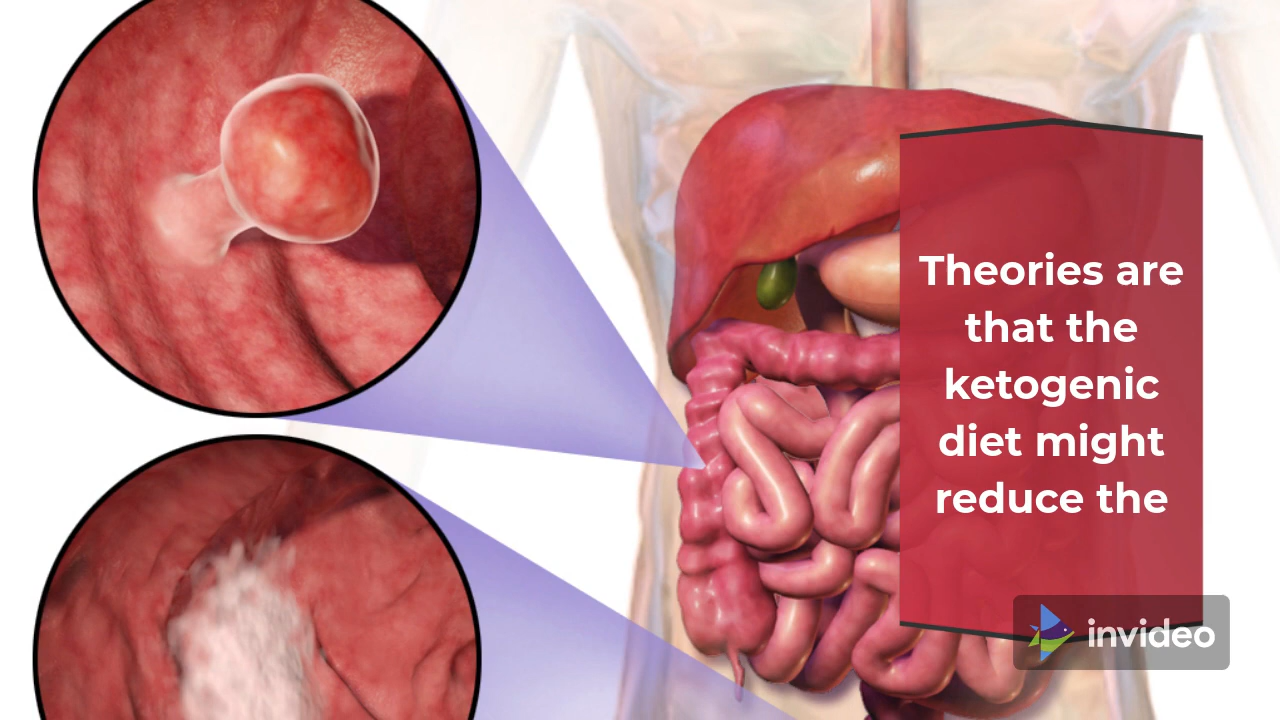 Theories are
that the
ketogenic
diet might
reduce the
invideo